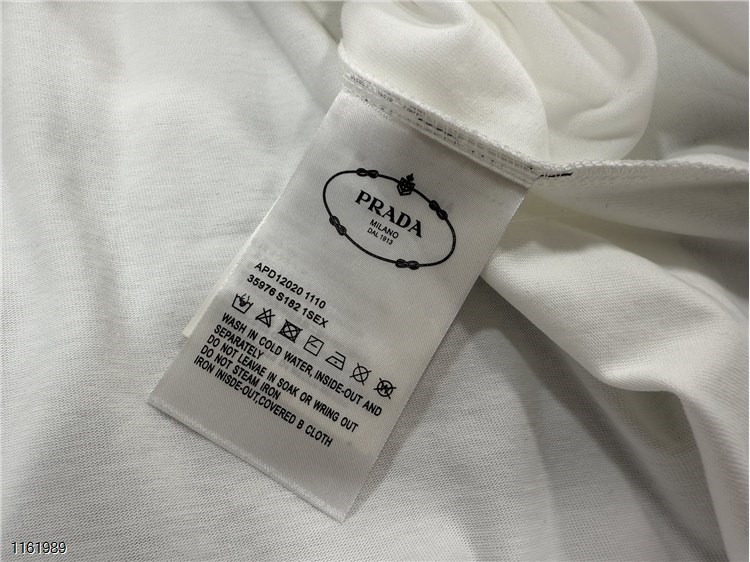 PRADA
MILANO
DAL 1913
APD12020 1110
35976 S182 1SEX
WASH IN COLD WATER, INSIDE-OUT AND
SEPARATELY
DO NOT LEAVAE IN SOAK OR WRING OUT
DO NOT STEAM IRON
IRON INISDE-OUT,COVERED B CLOTH
1161989